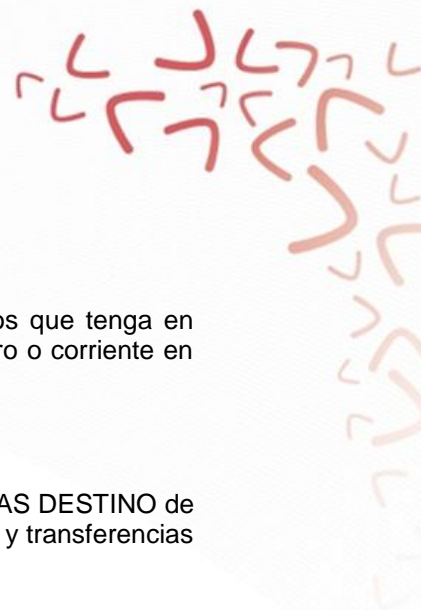 os que tenga en
ro o corriente en
AS DESTINO de
y transferencias